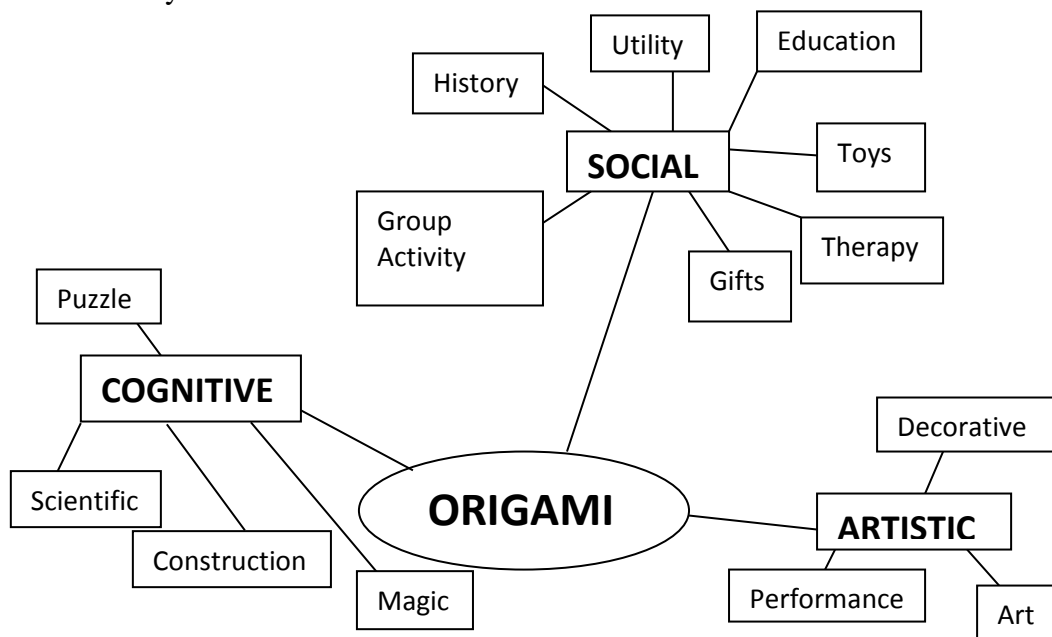 Utility
Education
History
SOCIAL
Toys
Group
Activity
Therapy
Gifts
Puzzle
COGNITIVE
Decorative
Scientific
ORIGAMI
ARTISTIC
Construction
Magic
Performance
Art